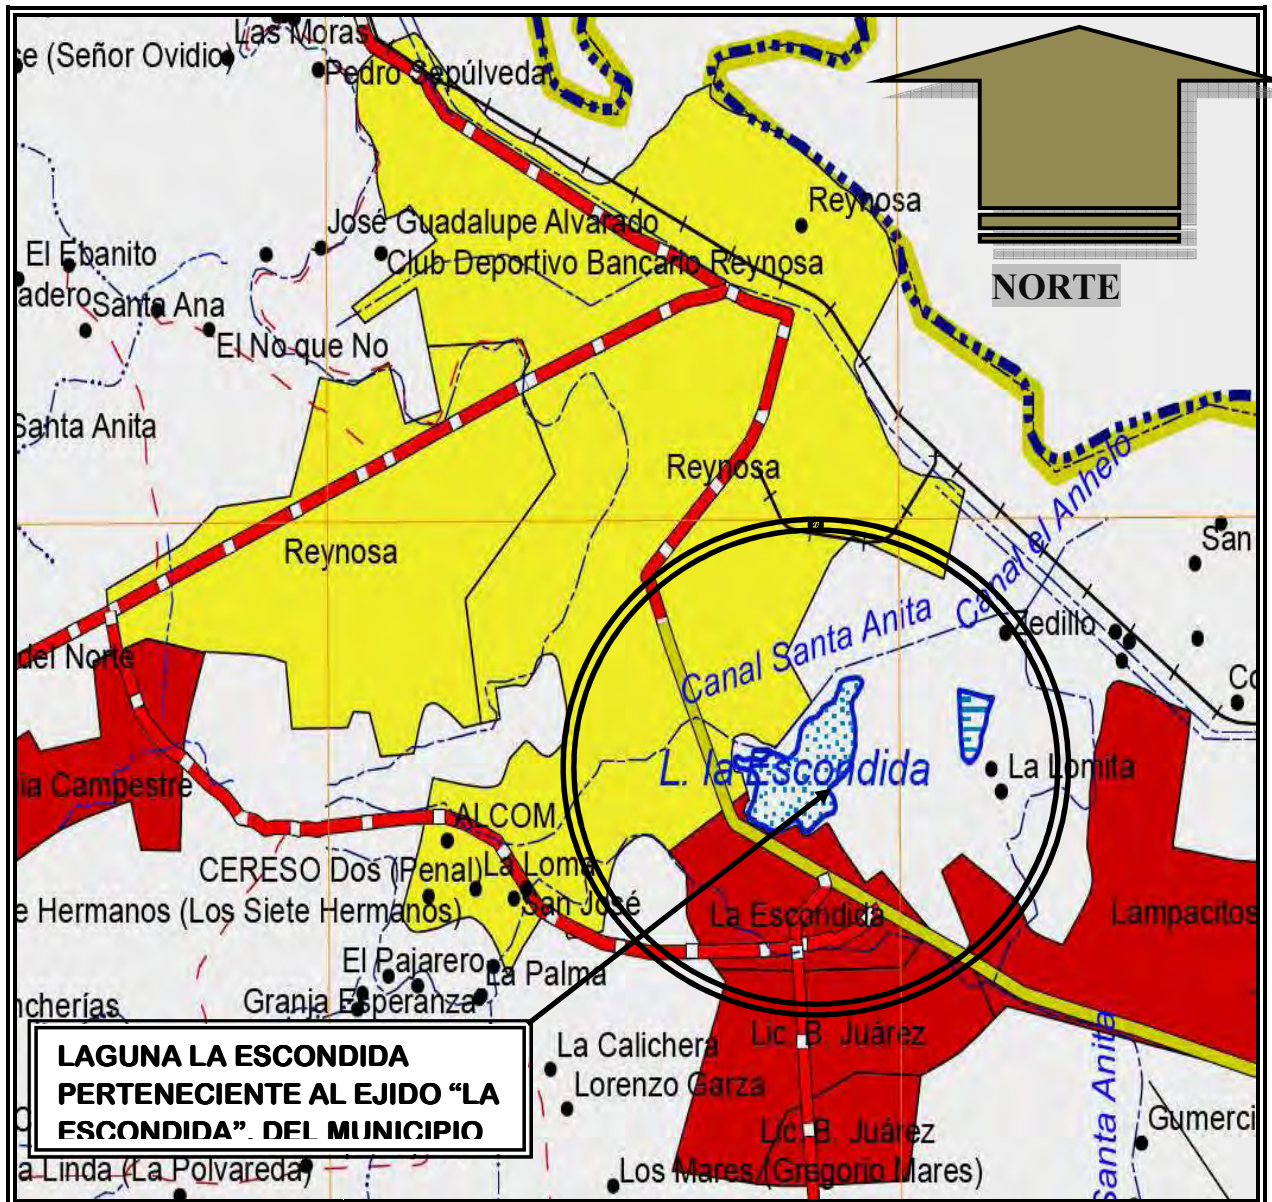 Las Moras
se (Señor Ovidio)
Pedro Sepúlveda
Reynosa
José Guadalupe Alvarado
El Ebanito
Club Deportivo Bancario Reynosa
NORTE
adero
Santa Ana
El No que No
Santa Anita
Reynosa
Canal el Anhelo
Reynosa
San
Canal Santa Anita
Zedillo
del Norte
Co
L. la Escondida
La Lomita
ia Campestre
ALCOM
CERESO Dos (Penal)
La Loma
e Hermanos (Los Siete Hermanos)
San José
La Escondida
Lampacitos
El Pajarero
La Palma
Granja Esperanza
ncherías
Lic. B. Juárez
La Calichera
Lorenzo Garza
LAGUNA LA ESCONDIDA
PERTENECIENTE AL EJIDO “LA
ESCONDIDA”. DEL MUNICIPIO
Santa Anita
Gumerci
Lic. B. Juárez
a Linda (La Polvareda)
Los Mares (Gregorio Mares)